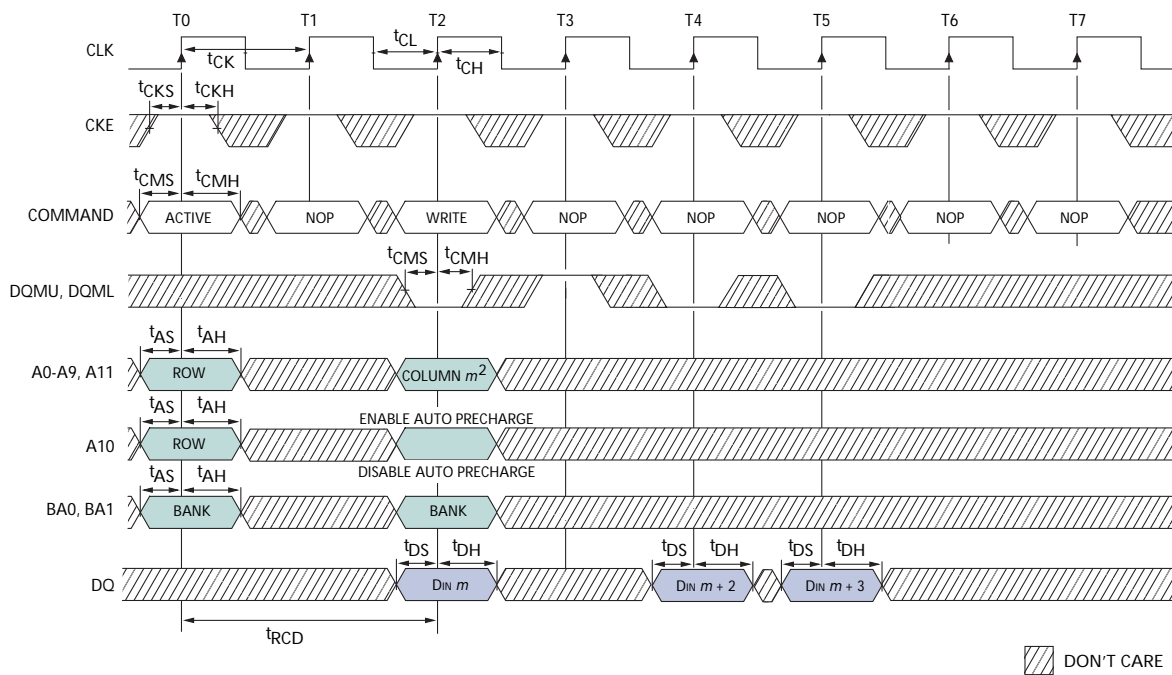 T0 T1 T2 T3 T4 T5 T6 T7
CLK tCK tCL tCH
tCKS tCKH
CKE
tCMS tCMH
COMMAND ACTIVE NOP WRITE NOP NOP NOP NOP NOP
tCMS tCMH
DQMU, DQML
tAS tAH
A0-A9, A11 ROW COLUMN m2
tAS tAH ENABLE AUTO PRECHARGE
A10 ROW
DISABLE AUTO PRECHARGE
tAS tAH
BA0, BA1 BANK BANK
tDS tDH tDS tDH tDS tDH
DQ DIN m DIN m + 2 DIN m + 3
tRCD
DON'T CARE